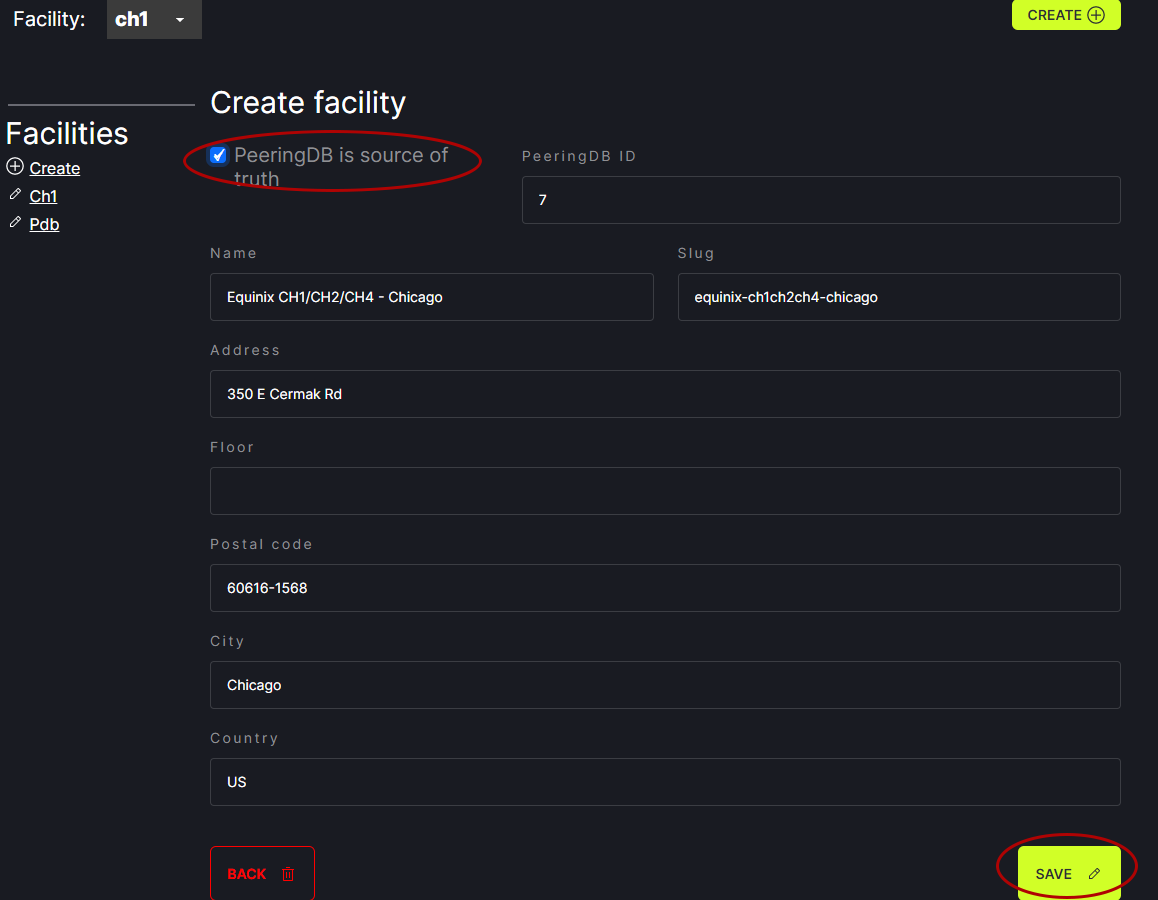 Facility: ch1
CREATE
Create facility
Facilities
Create
Ch1
Pdb
PeeringDB is source of
truth
PeeringDB ID
7
Name
Equinix CH1/CH2/CH4 - Chicago
Slug
equinix-ch1ch2ch4-chicago
Address
350 E Cermak Rd
Floor
Postal code
60616-1568
City
Chicago
Country
US
BACK
SAVE